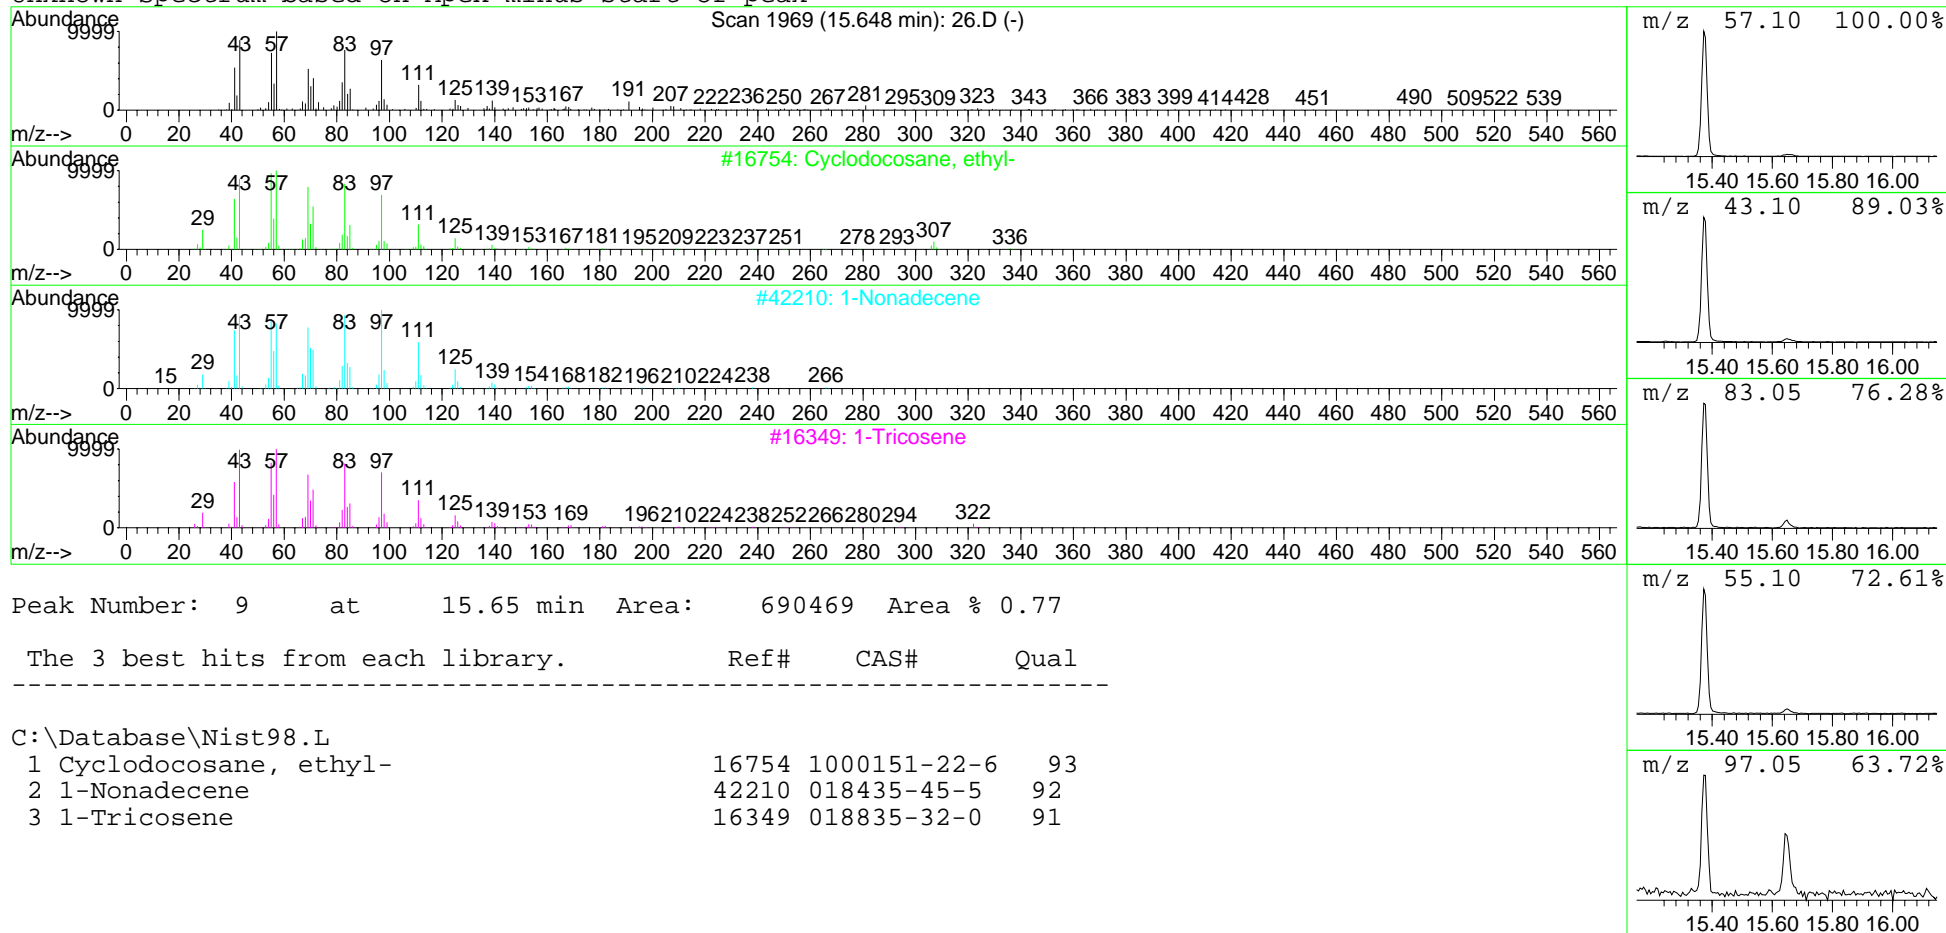 Unknown Spectrum based on Apex minus start of peak
Abundance Scan 1969 (15.648 min): 26.D (-)
9999
43 57 83 97 111 125 139 153 167 191 207 222 236 250 267 281 295 309 323 343 366 383 399 414 428 451 490 509 522 539
0
0 20 40 60 80 100 120 140 160 180 200 220 240 260 280 300 320 340 360 380 400 420 440 460 480 500 520 540 560
m/z-->
Abundance #16754: Cyclodocosane, ethyl-
9999
29 43 57 83 97 111 125 139 153 167 181 195 209 223 237 251 278 293 307 336
0
0 20 40 60 80 100 120 140 160 180 200 220 240 260 280 300 320 340 360 380 400 420 440 460 480 500 520 540 560
m/z-->
Abundance #42210: 1-Nonadecene
9999
15 29 43 57 83 97 111 125 139 154 168 182 196 210 224 238 266
0
0 20 40 60 80 100 120 140 160 180 200 220 240 260 280 300 320 340 360 380 400 420 440 460 480 500 520 540 560
m/z-->
Abundance #16349: 1-Tricosene
9999
29 43 57 83 97 111 125 139 153 169 196 210 224 238 252 266 280 294 322
0
0 20 40 60 80 100 120 140 160 180 200 220 240 260 280 300 320 340 360 380 400 420 440 460 480 500 520 540 560
m/z-->
m/z 57.10 100.00%
15.40 15.60 15.80 16.00
m/z 43.10 89.03%
15.40 15.60 15.80 16.00
m/z 83.05 76.28%
15.40 15.60 15.80 16.00
m/z 55.10 72.61%
15.40 15.60 15.80 16.00
m/z 97.05 63.72%
15.40 15.60 15.80 16.00
Peak Number: 9 at 15.65 min Area: 690469 Area % 0.77
The 3 best hits from each library. Ref# CAS# Qual
C:\Database\Nist98.L
1 Cyclodocosane, ethyl- 16754 1000151-22-6 93
2 1-Nonadecene 42210 018435-45-5 92
3 1-Tricosene 16349 018835-32-0 91